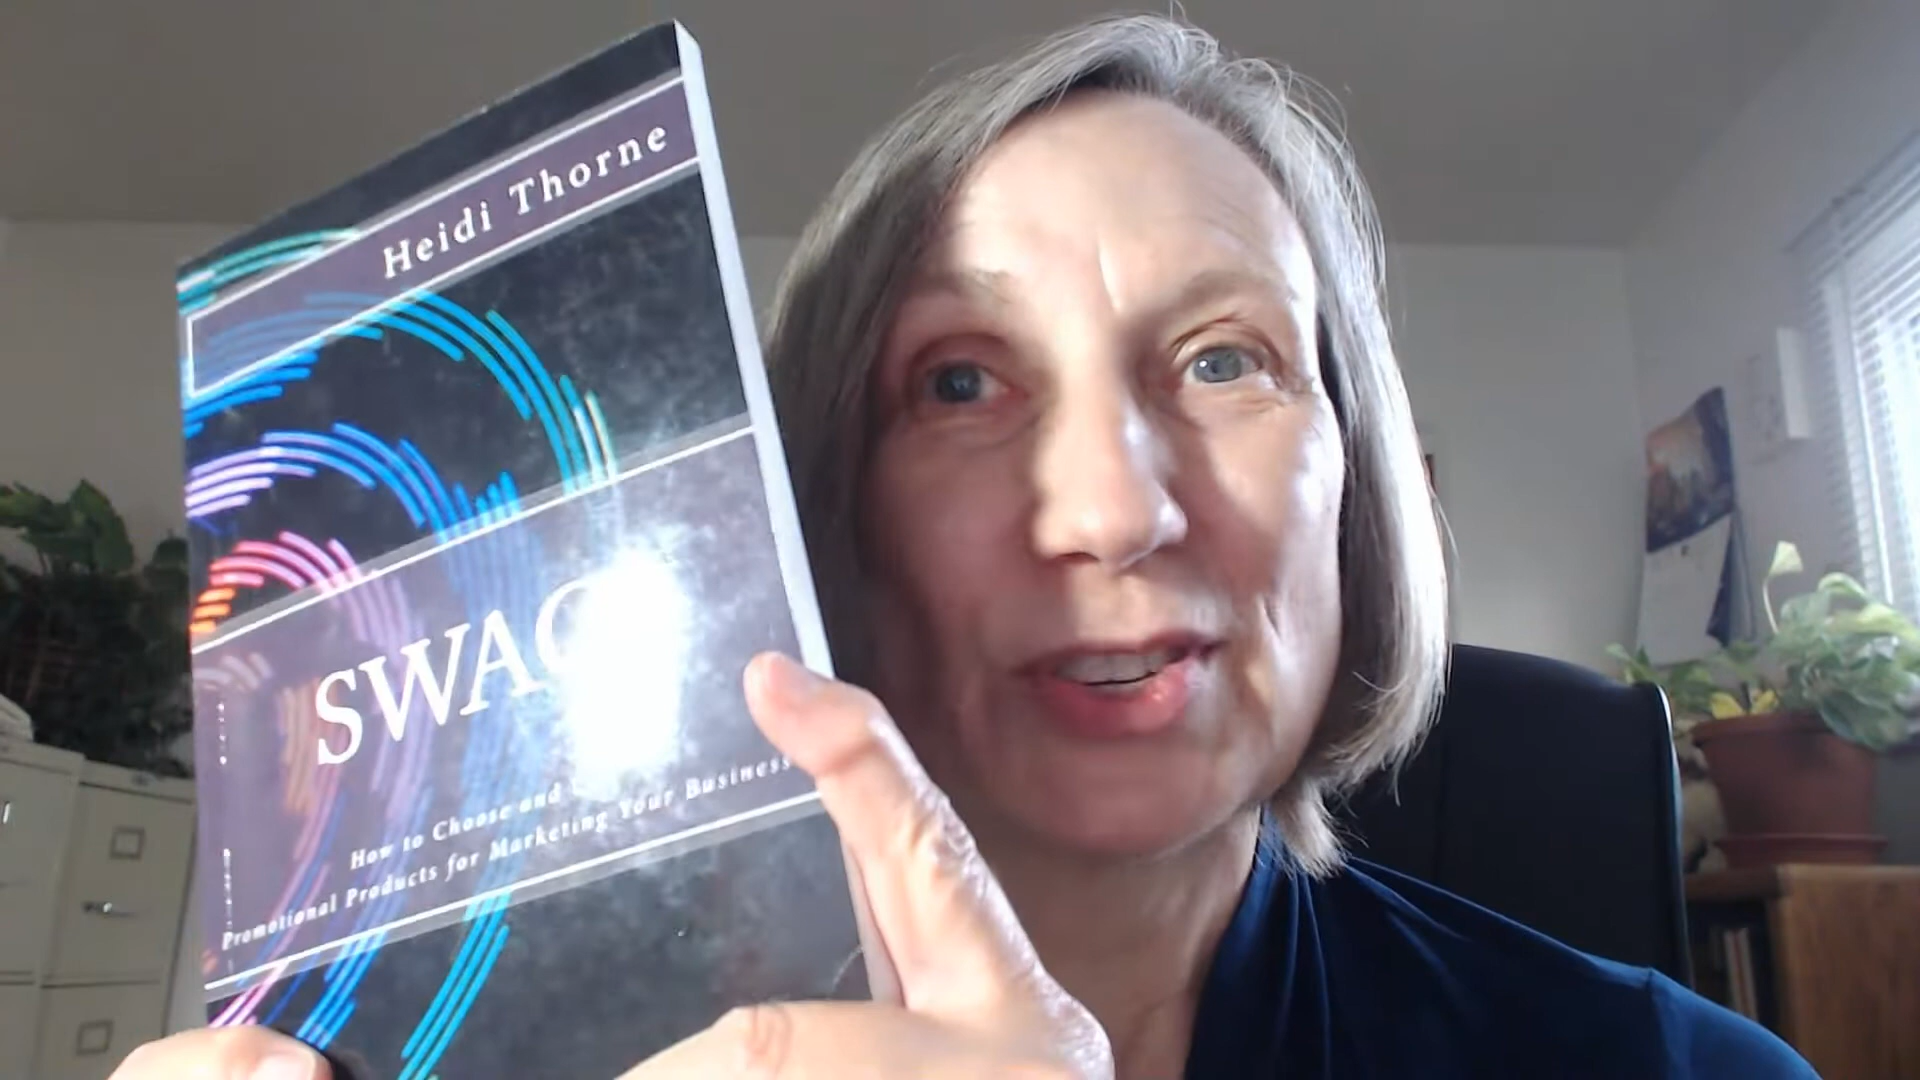 Heidi Thorne
SWAG
How to Choose and
Promotional Products for Marketing Your Business